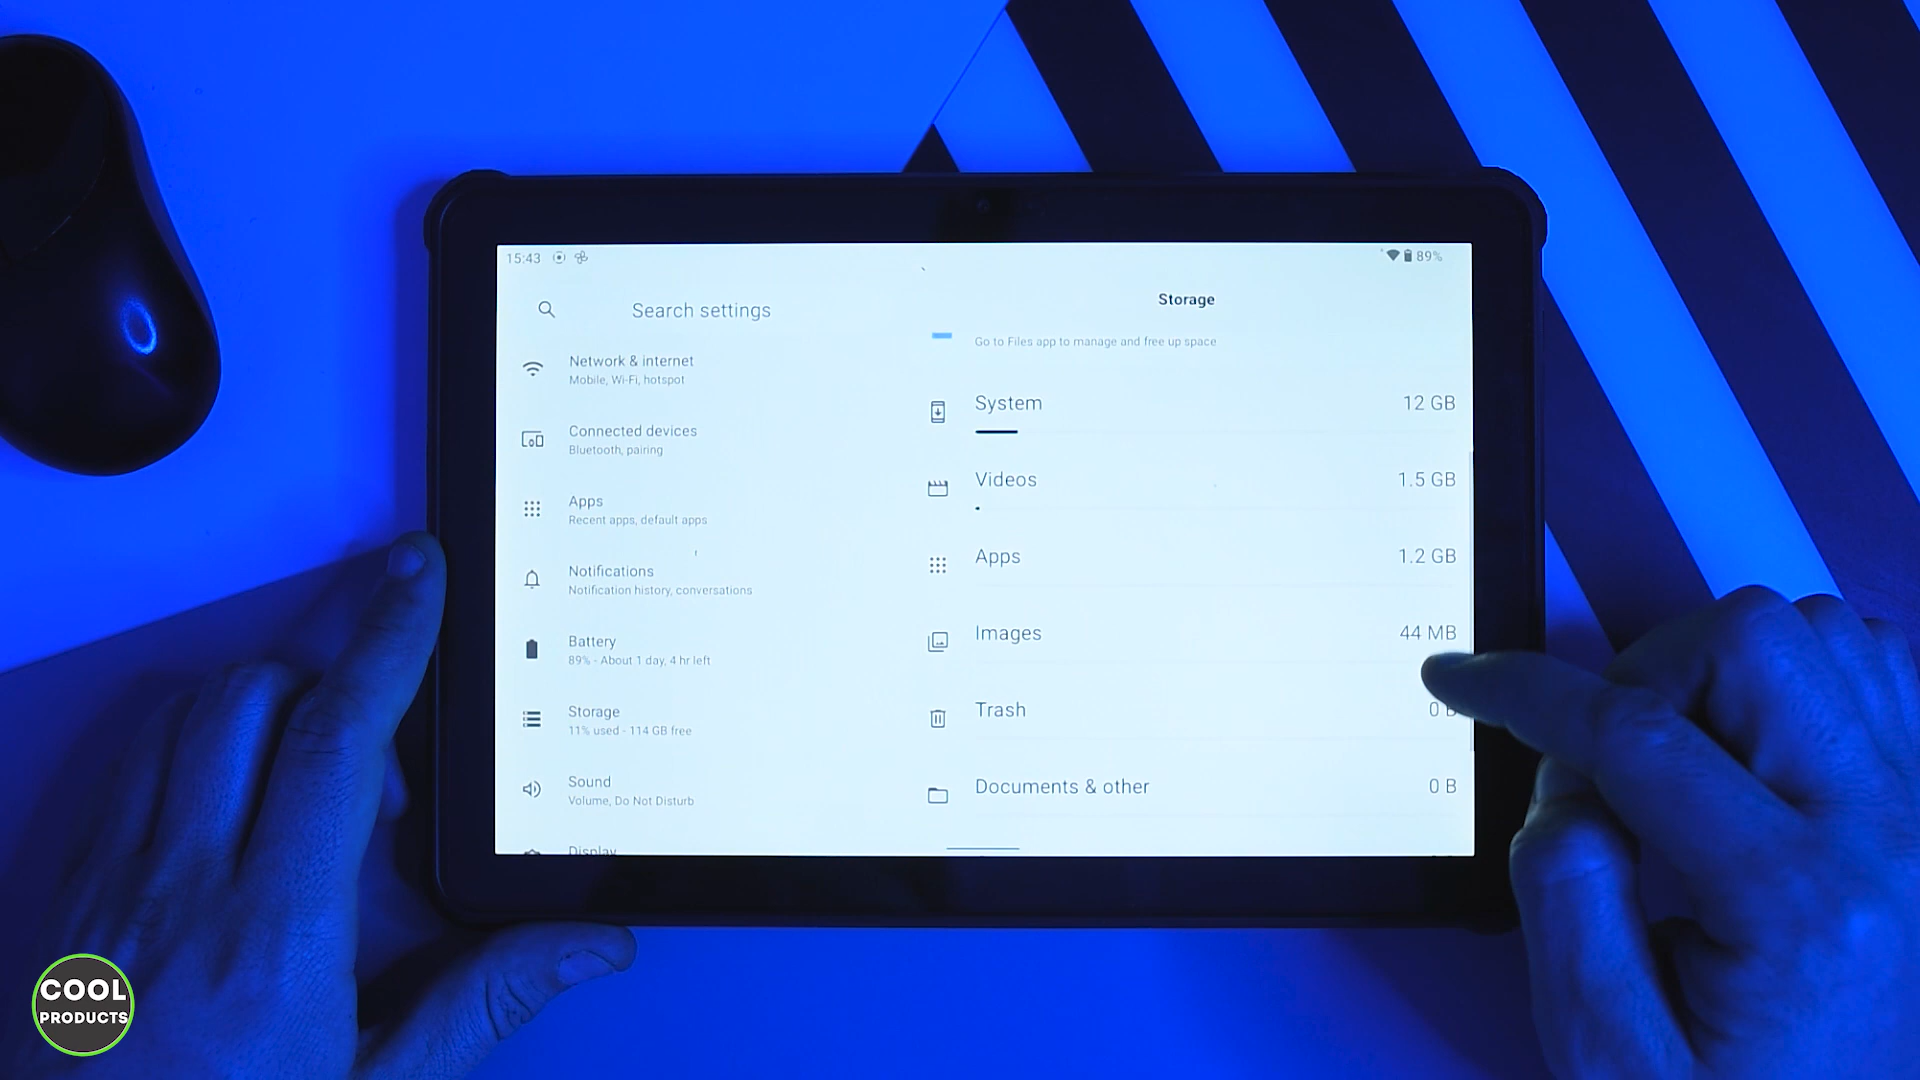 15:43
89%
Search settings
Network & internet
Mobile, Wi-Fi, hotspot
Connected devices
Bluetooth, pairing
Apps
Recent apps, default apps
Notifications
Notification history, conversations
Battery
89% - About 1 day, 4 hr left
Storage
11% used - 114 GB free
Sound
Volume, Do Not Disturb
Display
Storage
Go to Files app to manage and free up space
System 12 GB
Videos 1.5 GB
Apps 1.2 GB
Images 44 MB
Trash 0 B
Documents & other 0 B
COOL
PRODUCTS